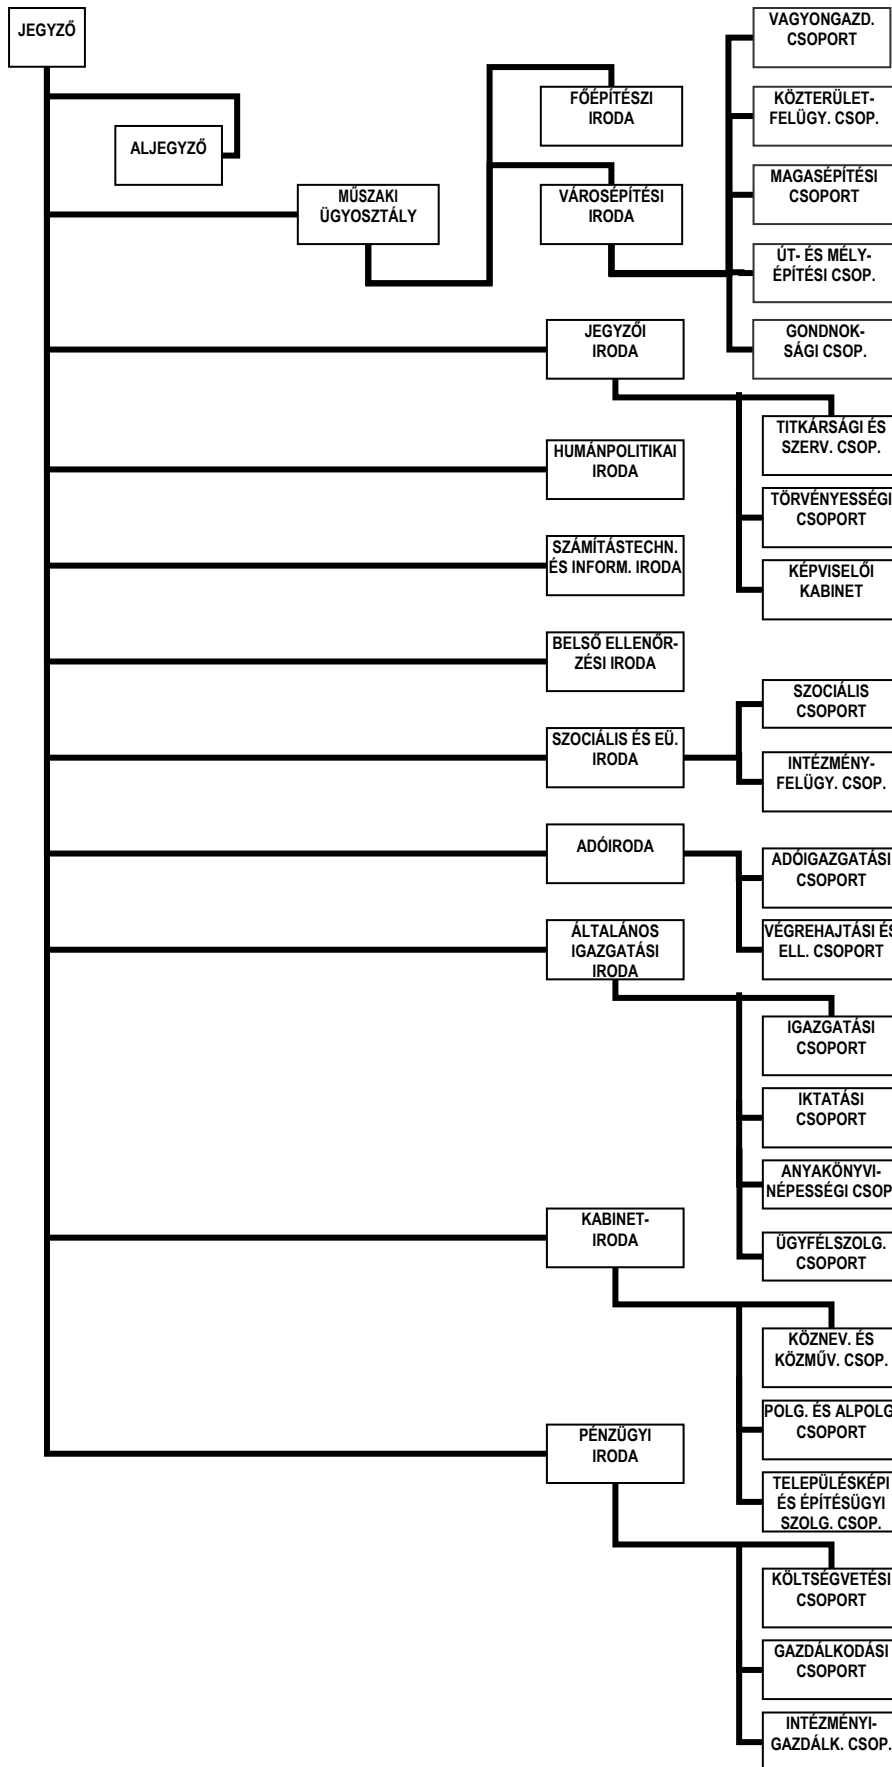 JEGYZŐ
ALJEGYZŐ
MŰSZAKI
ÜGYOSZTÁLY
FŐÉPÍTÉSZI
IRODA
VÁROSÉPÍTÉSI
IRODA
VAGYONGAZD.
CSOPORT
KÖZTERÜLET-
FELÜGY. CSOP.
MAGASÉPÍTÉSI
CSOPORT
ÚT- ÉS MÉLY-
ÉPÍTÉSI CSOP.
GONDNOK-
SÁGI CSOP.
JEGYZŐI
IRODA
TITKÁRSÁGI ÉS
SZERV. CSOP.
TÖRVÉNYESSÉGI
CSOPORT
KÉPVISELŐI
KABINET
HUMÁNPOLITIKAI
IRODA
SZÁMÍTÁSTECHN.
ÉS INFORM. IRODA
BELSŐ ELLENŐR-
ZÉSI IRODA
SZOCIÁLIS ÉS EÜ.
IRODA
SZOCIÁLIS
CSOPORT
INTÉZMÉNY-
FELÜGY. CSOP.
ADÓIRODA
ADÓIGAZGATÁSI
CSOPORT
VÉGREHAJTÁSI ÉS
ELL. CSOPORT
ÁLTALÁNOS
IGAZGATÁSI
IRODA
IGAZGATÁSI
CSOPORT
IKTATÁSI
CSOPORT
ANYAKÖNYVI-
NÉPESSÉGI CSOP
ÜGYFÉLSZOLG.
CSOPORT
KABINET-
IRODA
KÖZNEV. ÉS
KÖZMŰV. CSOP.
POLG. ÉS ALPOLG
CSOPORT
TELEPÜLÉSKÉPI
ÉS ÉPÍTÉSÜGYI
SZOLG. CSOP.
PÉNZÜGYI
IRODA
KÖLTSÉGVETÉSI
CSOPORT
GAZDÁLKODÁSI
CSOPORT
INTÉZMÉNYI-
GAZDÁLK. CSOP.